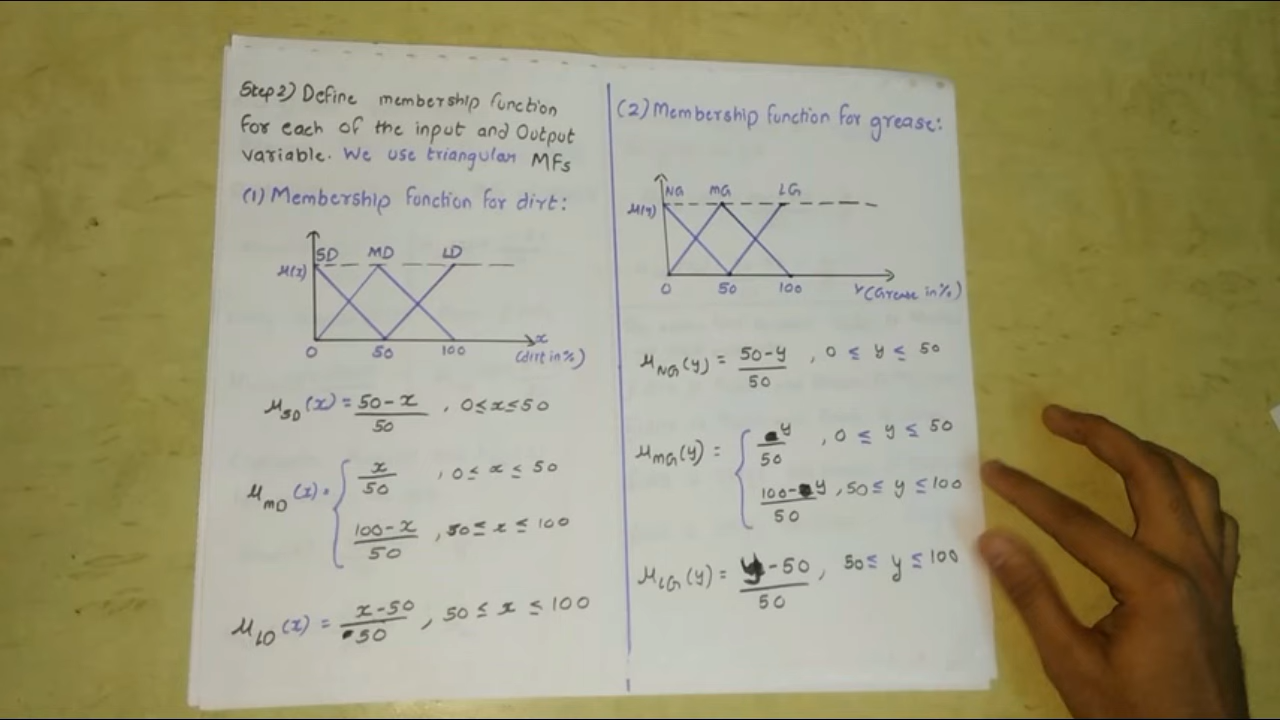 Step 2) Define membership function
for each of the input and Output
variable. We use triangular MFs
(1) Membership function for dirt:
SD MD LD
μ(x)
0 50 100
x
(dirt in %)
μSD (x) = 50 - x / 50 , 0 ≤ x ≤ 50
μMD (x) = { x / 50 , 0 ≤ x ≤ 50
100 - x / 50 , 50 ≤ x ≤ 100
μLD (x) = x - 50 / 50 , 50 ≤ x ≤ 100
(2) Membership function for grease:
NG MG LG
μ(y)
0 50 100
(Grease in %)
μNG (y) = 50 - y / 50 , 0 ≤ y ≤ 50
μMG (y) = { y / 50 , 0 ≤ y ≤ 50
100 - y / 50 , 50 ≤ y ≤ 100
μLG (y) = y - 50 / 50 , 50 ≤ y ≤ 100